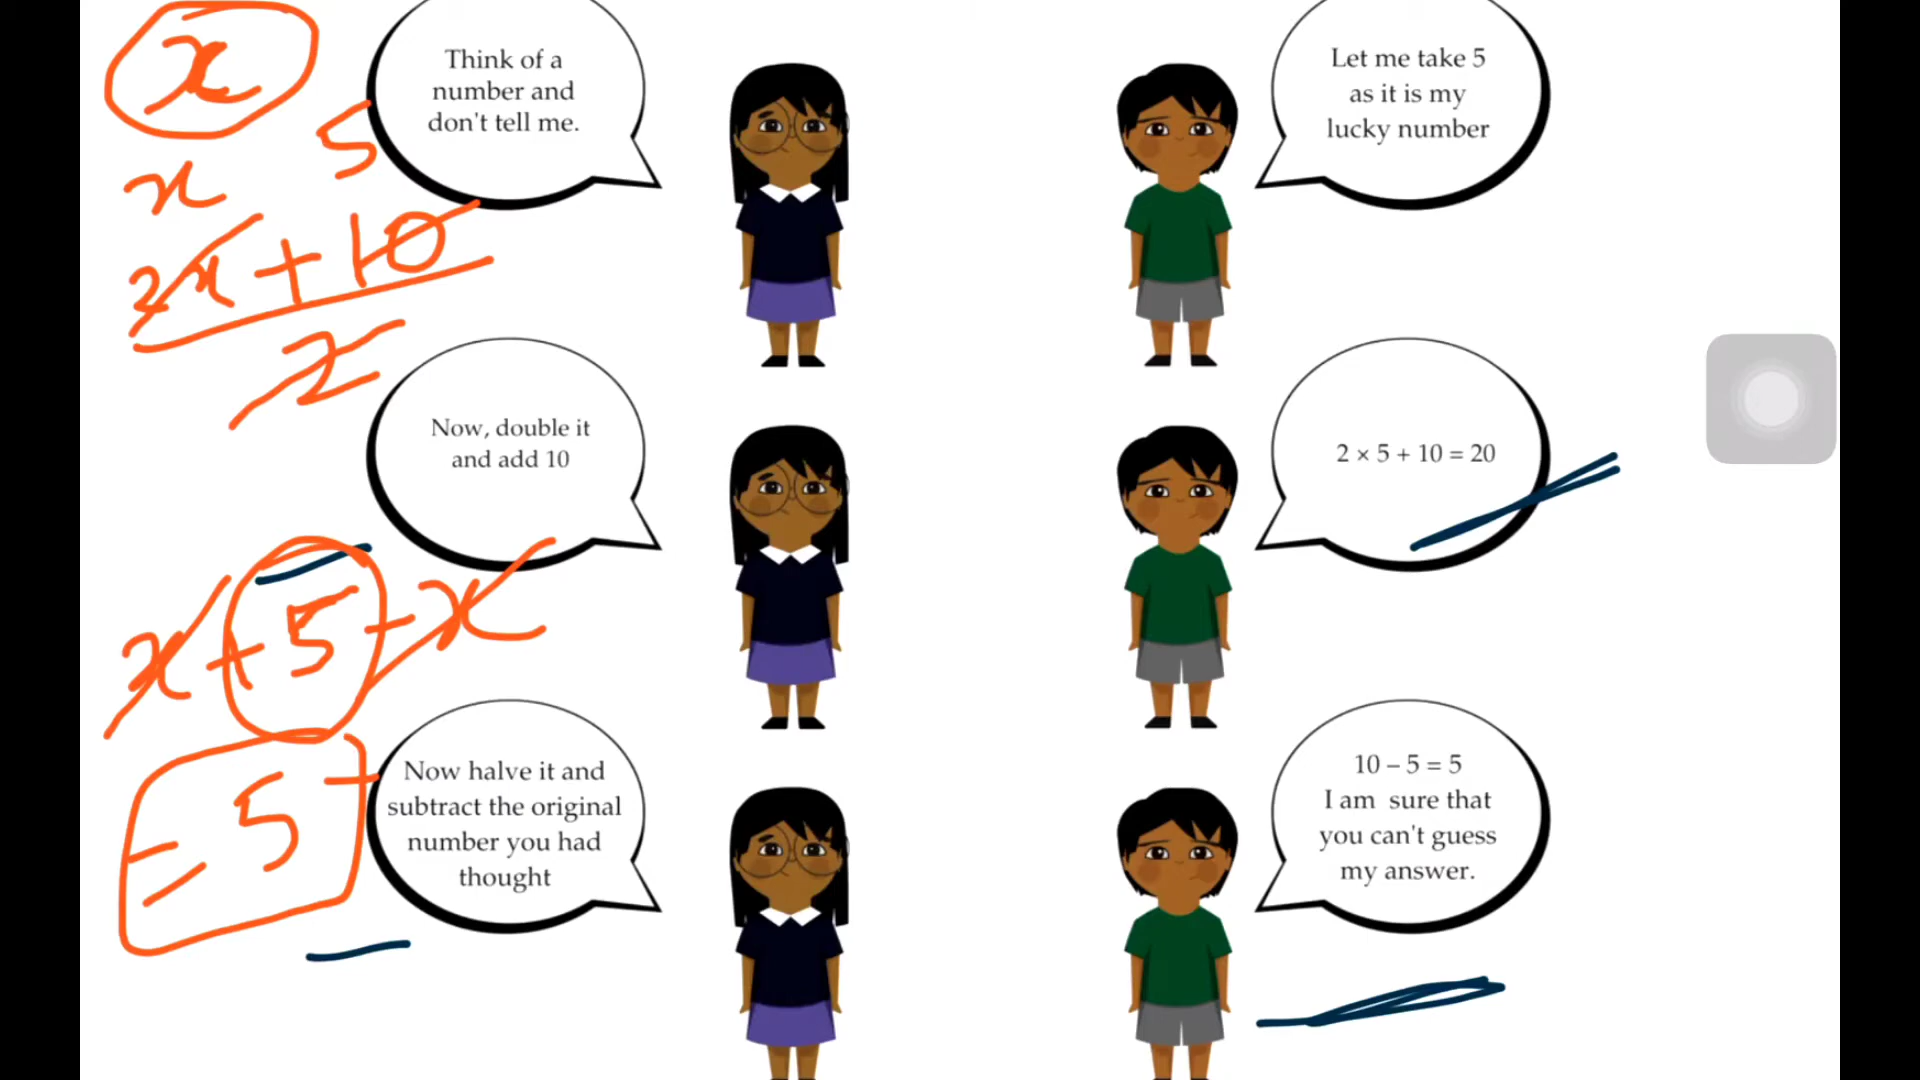 x
Think of a
number and
don't tell me.
Let me take 5
as it is my
lucky number
x 5
2x + 10
2
Now, double it
and add 10
2 × 5 + 10 = 20
x + 5 - x
= 5
Now halve it and
subtract the original
number you had
thought
10 – 5 = 5
I am sure that
you can't guess
my answer.